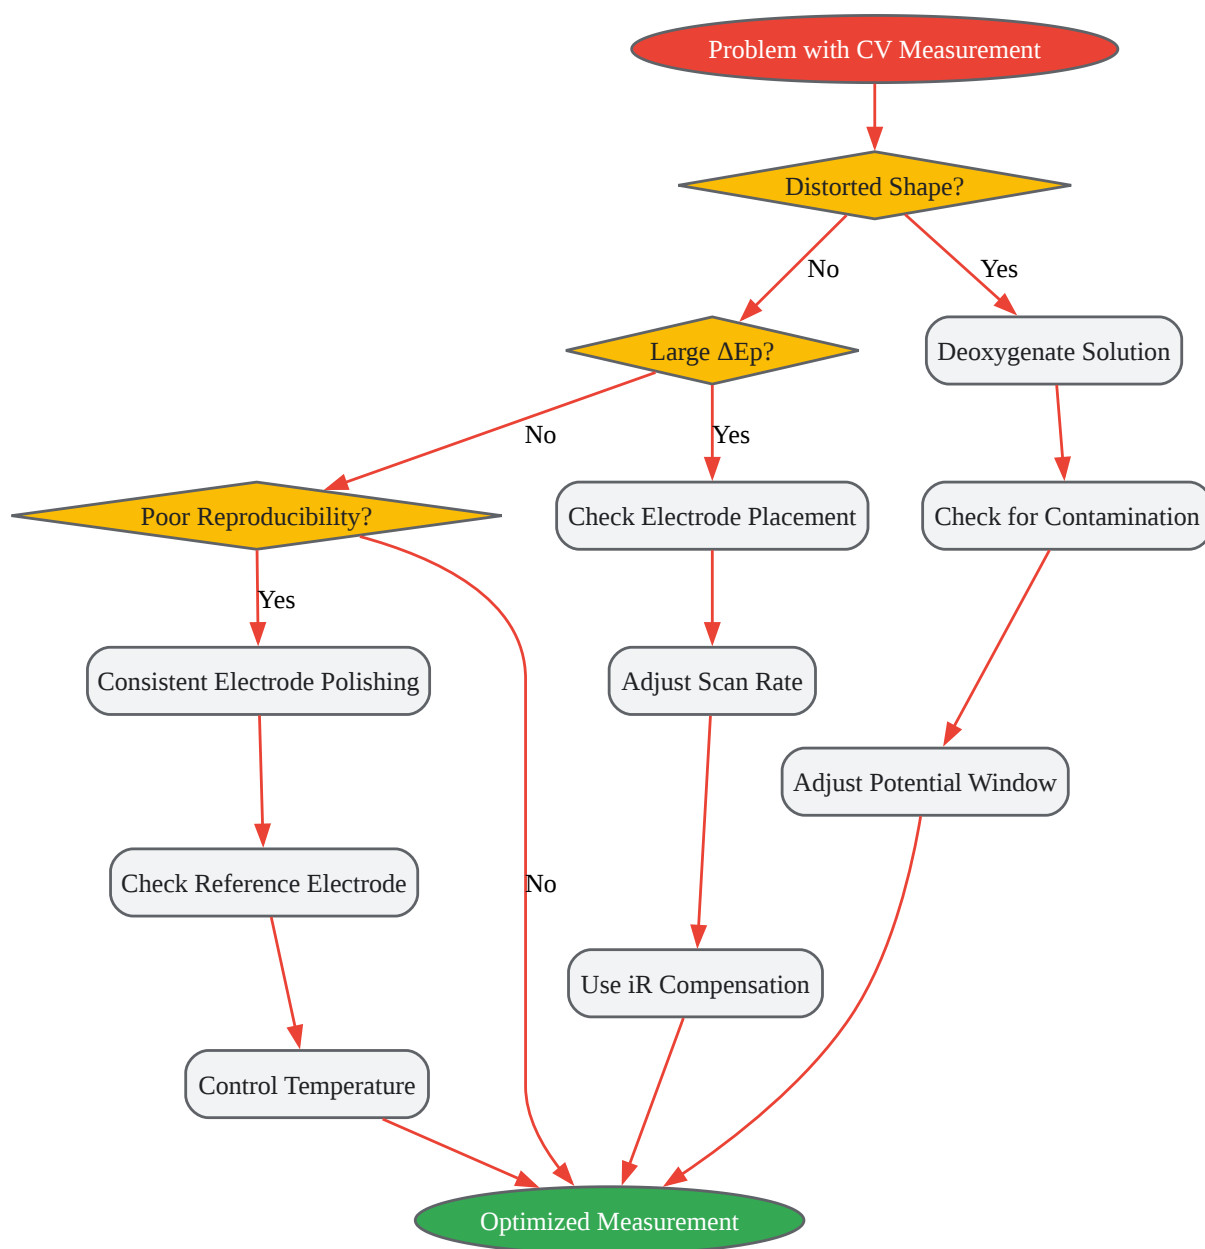 Problem with CV Measurement
Distorted Shape?
No
Yes
Large ΔEp?
Deoxygenate Solution
No
Yes
Poor Reproducibility?
Check Electrode Placement
Check for Contamination
Yes
Consistent Electrode Polishing
Adjust Scan Rate
Adjust Potential Window
Check Reference Electrode
No
Use iR Compensation
Control Temperature
Optimized Measurement